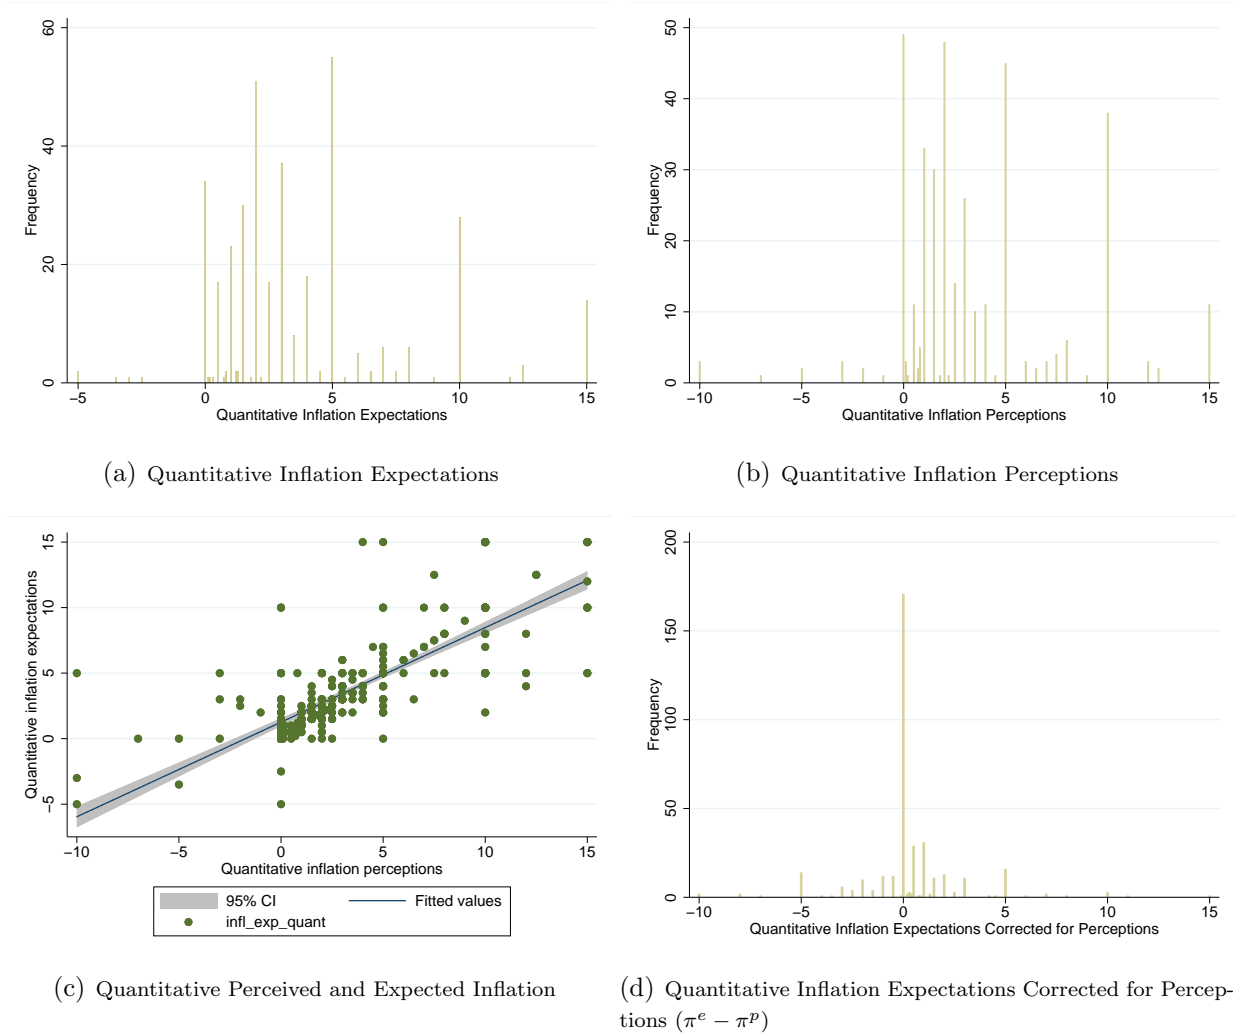 60
40
20
0
Frequency
−5 0 5 10 15
Quantitative Inflation Expectations
(a) Quantitative Inflation Expectations
50
40
30
20
10
0
Frequency
−10 −5 0 5 10 15
Quantitative Inflation Perceptions
(b) Quantitative Inflation Perceptions
15
10
5
0
−5
Quantitative inflation expectations
−10 −5 0 5 10 15
Quantitative inflation perceptions
95% CI Fitted values
infl_exp_quant
(c) Quantitative Perceived and Expected Inflation
200
150
100
50
0
Frequency
−10 −5 0 5 10 15
Quantitative Inflation Expectations Corrected for Perceptions
(d) Quantitative Inflation Expectations Corrected for Percep-
tions (π^e − π^p)